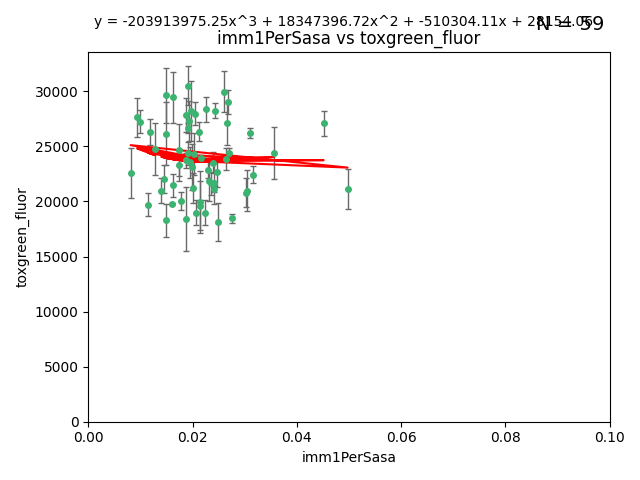 y = -203913975.25x^3 + 18347396.72x^2 + -510304.11x + 28154.06
N = 59
imm1PerSasa vs toxgreen_fluor
30000
25000
20000
15000
10000
5000
0
toxgreen_fluor
0.00 0.02 0.04 0.06 0.08 0.10
imm1PerSasa